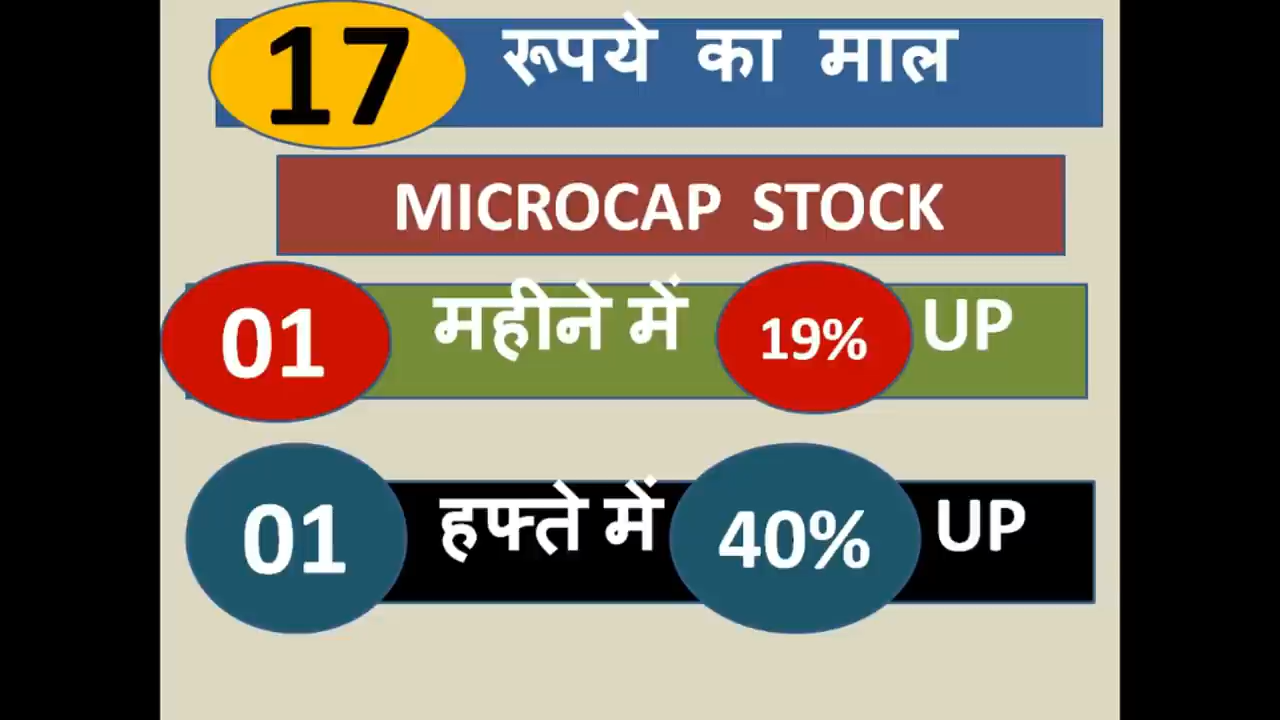 17 रूपये का माल
MICROCAP STOCK
01 महीने में 19% UP
01 हफ्ते में 40% UP